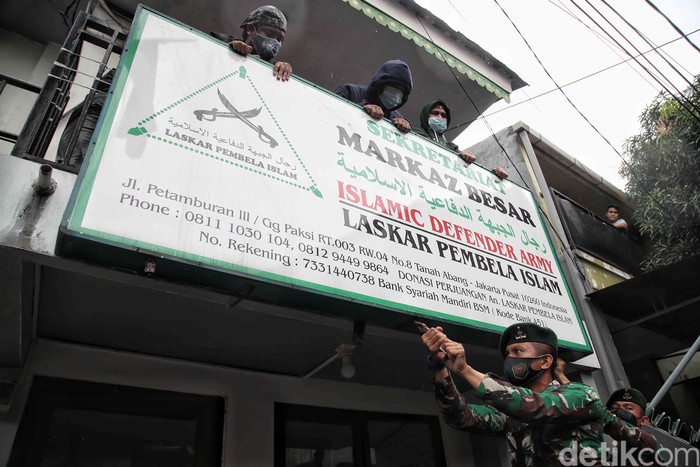 رجال الجبهة الدفاعية الاسلامية
LASKAR PEMBELA ISLAM
SEKRETARIAT
MARKAZ BESAR
رجال الجبهة الدفاعية الاسلامية
ISLAMIC DEFENDER ARMY
LASKAR PEMBELA ISLAM
Jl. Petamburan III / Gg Paksi RT.003 RW.04 No.8 Tanah Abang - Jakarta Pusat 10260 Indonesia
Phone : 0811 1030 104, 0812 9449 9864 DONASI PERJUANGAN An. LASKAR PEMBELA ISLAM
No. Rekening : 7331440738 Bank Syariah Mandiri BSM ( Kode Bank 451 )
detikcom